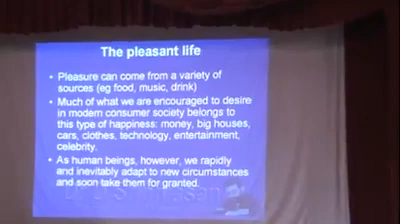 The pleasant life
• Pleasure can come from a variety of
sources (eg food, music, drink)
• Much of what we are encouraged to desire
in modern consumer society belongs to
this type of happiness: money, big houses,
cars, clothes, technology, entertainment,
celebrity.
• As human beings, however, we rapidly
and inevitably adapt to new circumstances
and soon take them for granted.